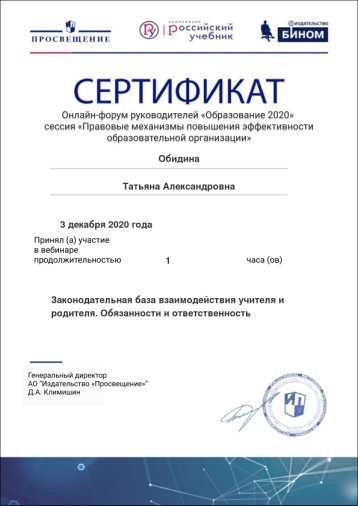 ПРОСВЕЩЕНИЕ
корпорация
российский
учебник
ИЗДАТЕЛЬСТВО
БИНОМ
СЕРТИФИКАТ
Онлайн-форум руководителей «Образование 2020»
сессия «Правовые механизмы повышения эффективности
образовательной организации»
Обидина
Татьяна Александровна
3 декабря 2020 года
Принял (а) участие
в вебинаре
продолжительностью 1 часа (ов)
Законодательная база взаимодействия учителя и
родителя. Обязанности и ответственность
Генеральный директор
АО "Издательство «Просвещение»"
Д.А. Климишин